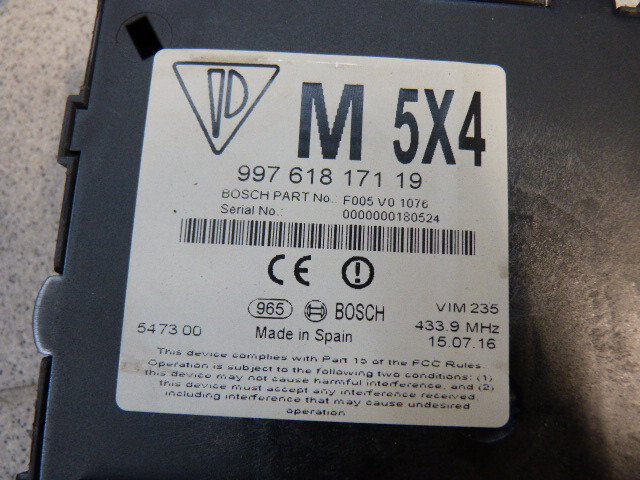 ID
M 5X4
997 618 171 19
BOSCH PART No.: F005 V0 1076
Serial No.: 0000000180524
CE
965 BOSCH VIM 235
547300 Made in Spain 433.9 MHz
15.07.16
This device complies with Part 15 of the FCC Rules.
Operation is subject to the following two conditions: (1)
this device may not cause harmful interference, and (2)
this device must accept any interference received,
including interference that may cause undesired
operation